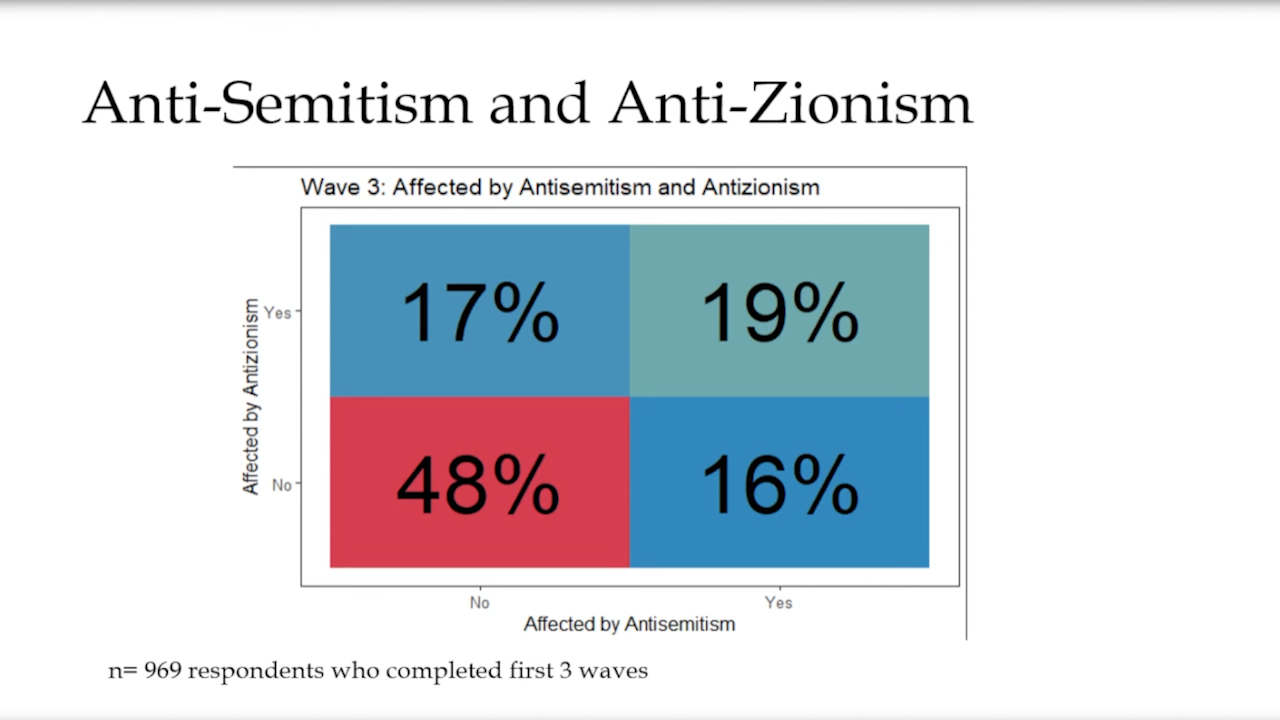 Anti-Semitism and Anti-Zionism
Wave 3: Affected by Antisemitism and Antizionism
Affected by Antizionism
Yes
17%
19%
No
48%
16%
No
Yes
Affected by Antisemitism
n= 969 respondents who completed first 3 waves